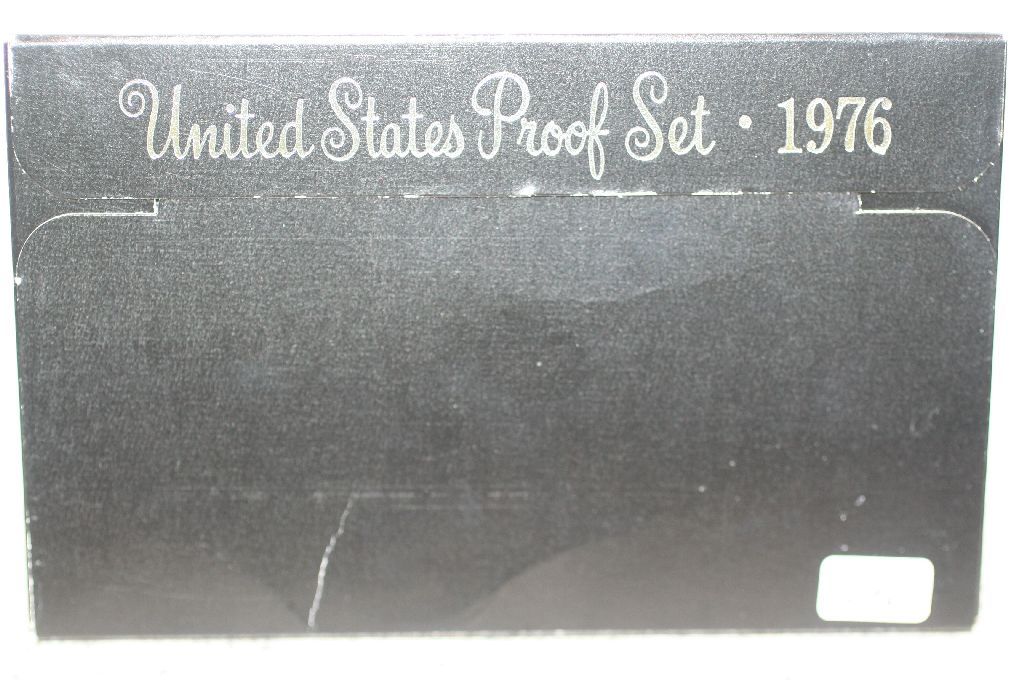 United States Proof Set · 1976